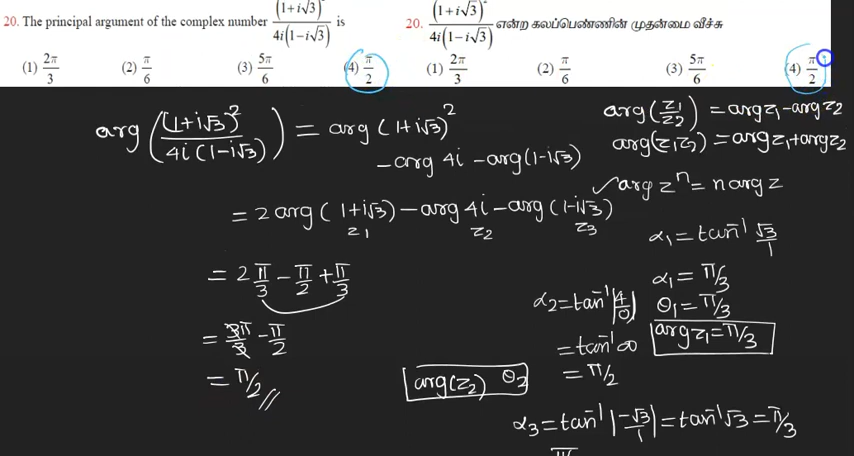 20. The principal argument of the complex number (1+i√3)²/4i(1−i√3) is
(1) 2π/3 (2) π/6 (3) 5π/6 (4) π/2
20. (1+i√3)²/4i(1−i√3) என்ற கலப்பெண்ணின் முதன்மை வீச்சு
(1) 2π/3 (2) π/6 (3) 5π/6 (4) π/2
arg((1+i√3)²/4i(1−i√3)) = arg(1+i√3)²
− arg 4i − arg(1−i√3)
= 2 arg(1+i√3) − arg 4i − arg(1−i√3)
z₁ z₂ z₃
= 2 π/3 − π/2 + π/3
= 3π/3 − π/2
= π/2 //
arg(z₁/z₂) = arg z₁ − arg z₂
arg(z₁z₂) = arg z₁ + arg z₂
✓ arg zⁿ = n arg z
α₁ = tan⁻¹ √3/1
α₁ = π/3
θ₁ = π/3
arg z₁ = π/3
α₂ = tan⁻¹|4/0|
= tan⁻¹ ∞
= π/2
arg(z₂) θ₂
α₃ = tan⁻¹|−√3/1| = tan⁻¹√3 = π/3